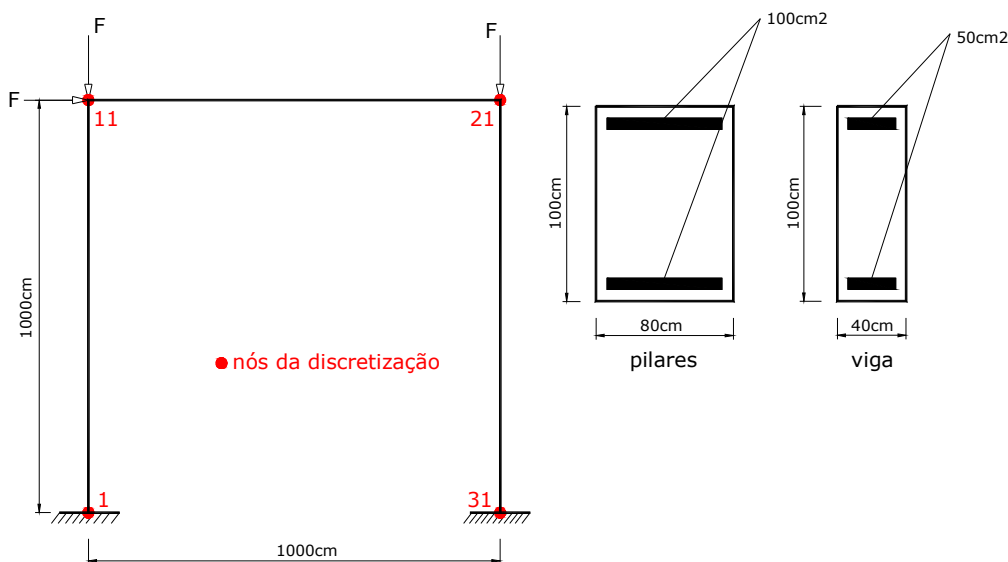 F
F
F
11
21
1000cm
nós da discretização
1
31
1000cm
100cm2
100cm
80cm
pilares
50cm2
100cm
40cm
viga